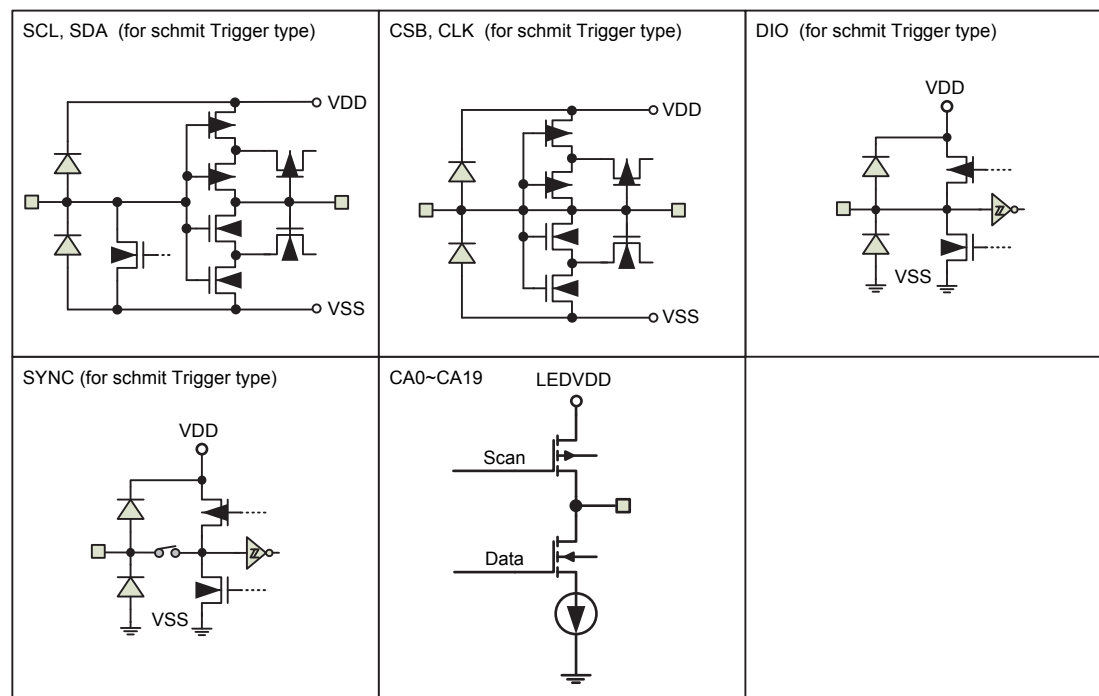 SCL, SDA (for schmit Trigger type)
VDD
VSS
CSB, CLK (for schmit Trigger type)
VDD
VSS
DIO (for schmit Trigger type)
VDD
VSS
SYNC (for schmit Trigger type)
VDD
VSS
CA0~CA19
LEDVDD
Scan
Data